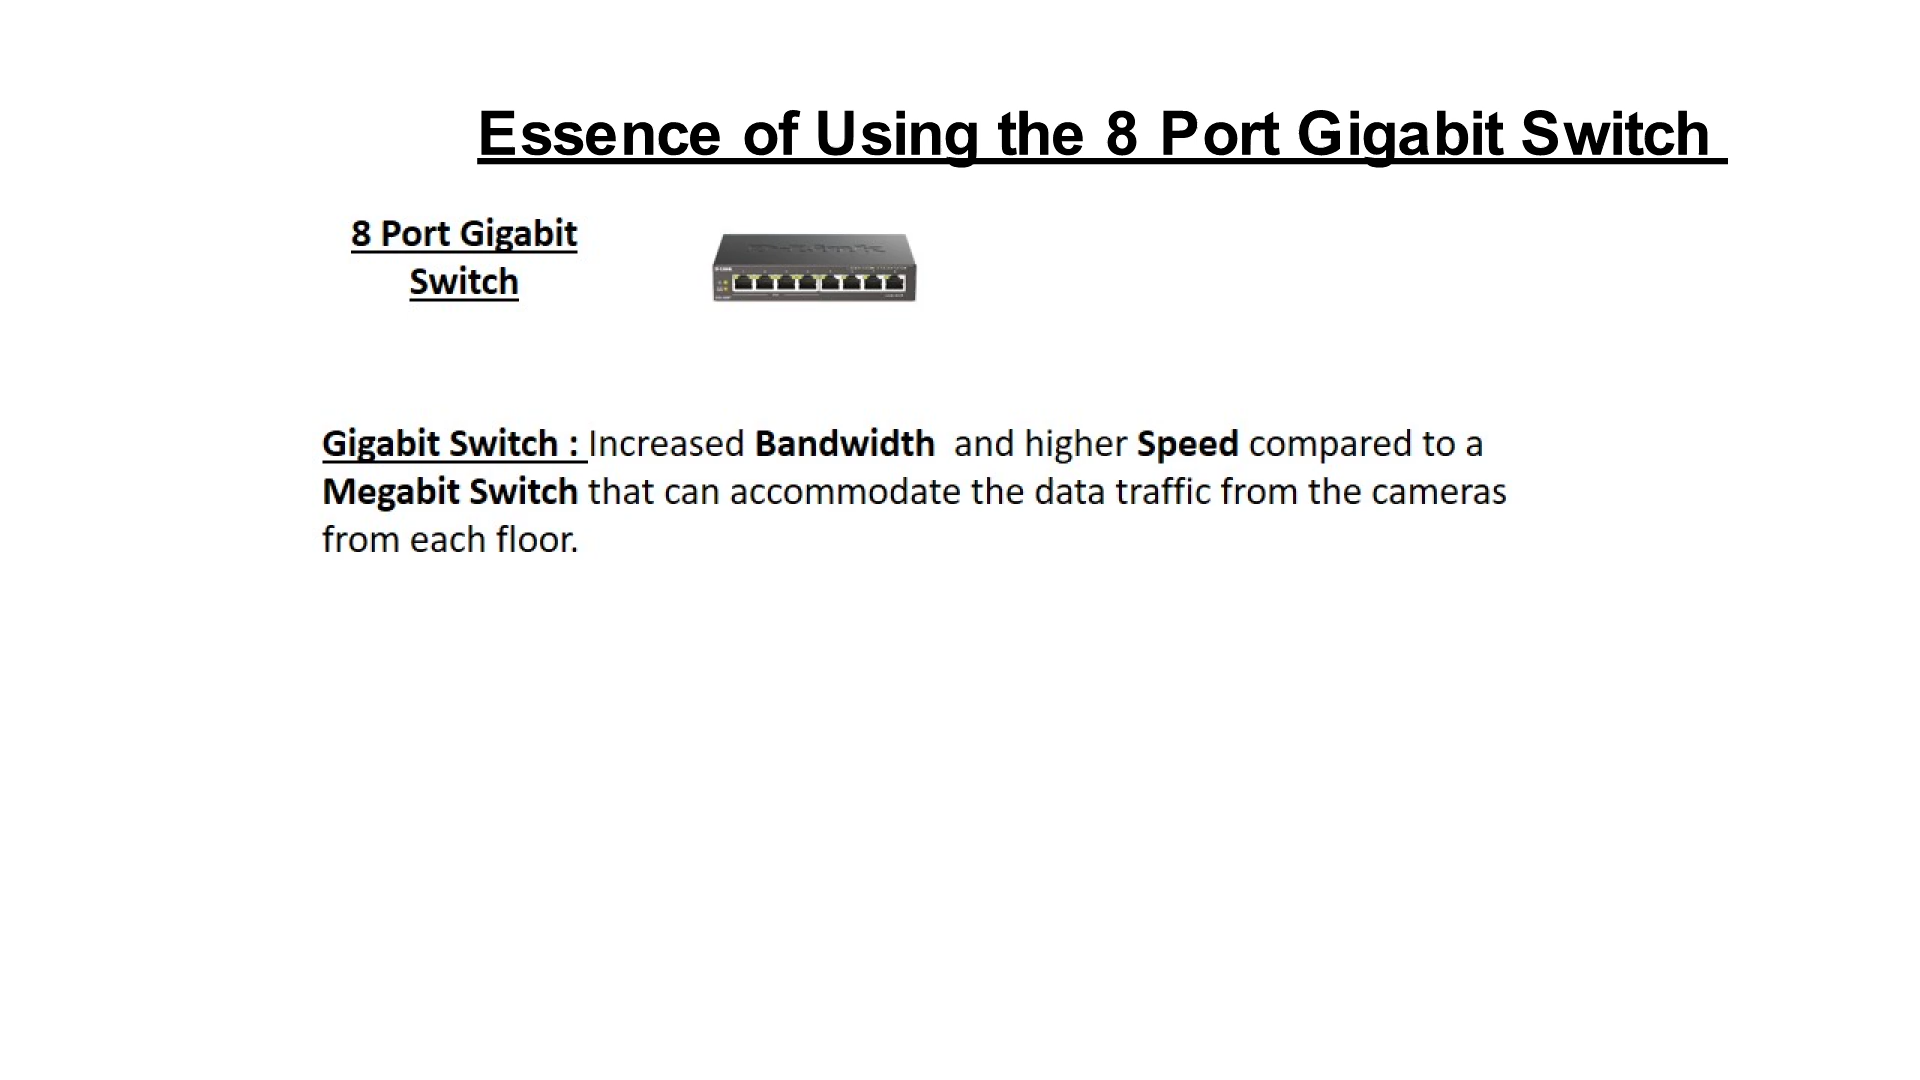 Essence of Using the 8 Port Gigabit Switch
8 Port Gigabit
Switch
D-Link
Gigabit Switch : Increased Bandwidth and higher Speed compared to a
Megabit Switch that can accommodate the data traffic from the cameras
from each floor.